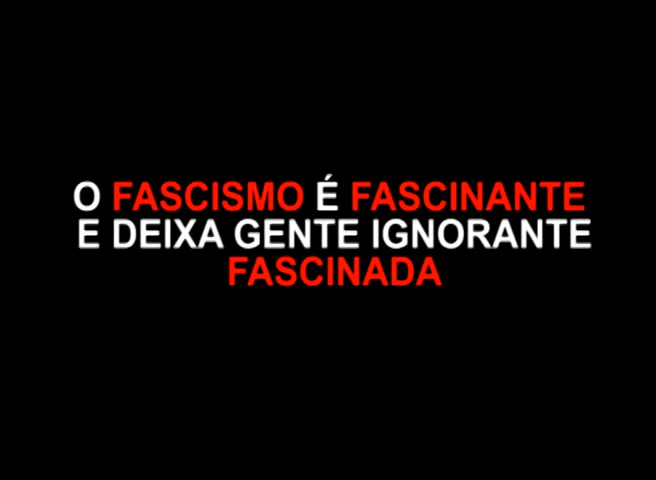 O FASCISMO É FASCINANTE
E DEIXA GENTE IGNORANTE
FASCINADA